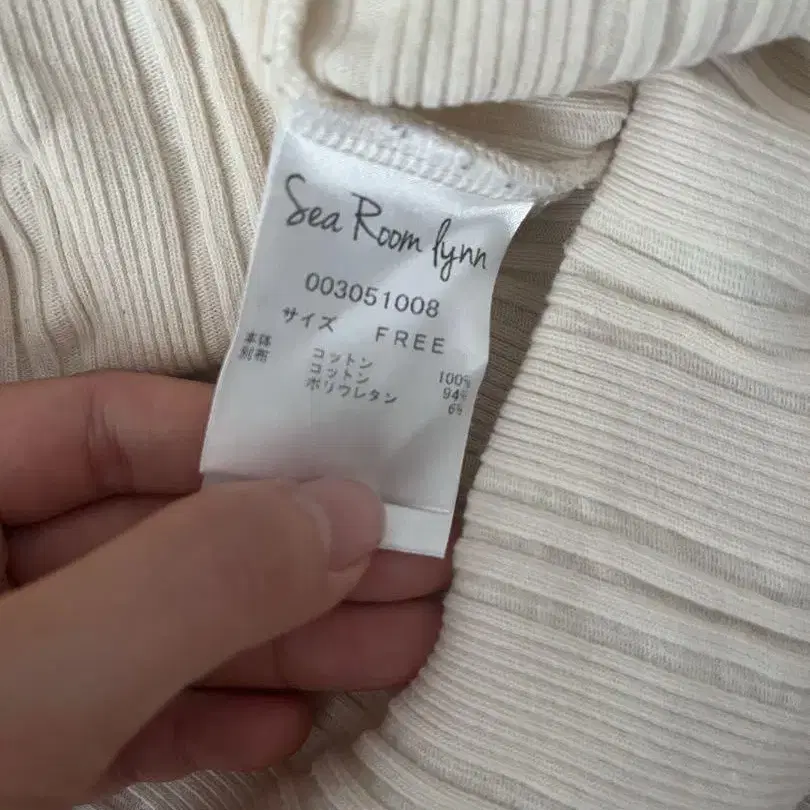 Sea Room lynn
003051008
サイズ FREE
本体 コットン 100%
別布 コットン 94%
ポリウレタン 6%